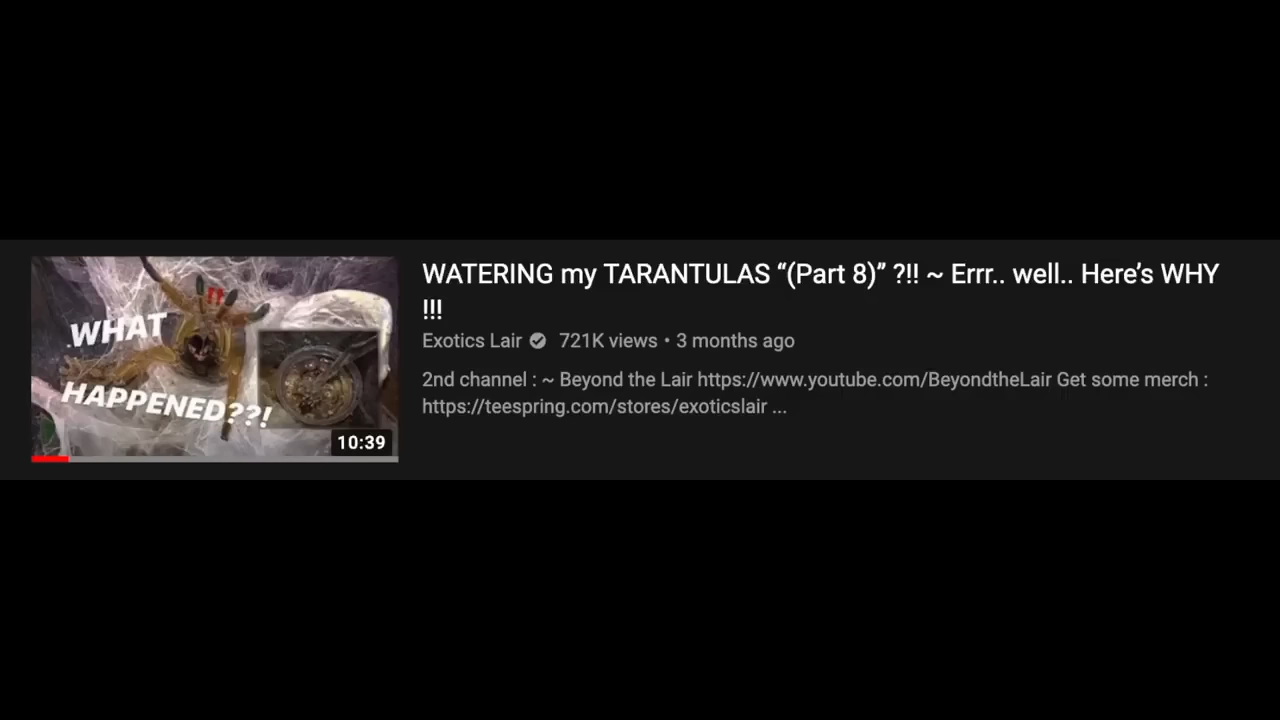 WATERING my TARANTULAS “(Part 8)” ?!! ~ Errr.. well.. Here’s WHY
!!!
Exotics Lair 721K views • 3 months ago
2nd channel : ~ Beyond the Lair https://www.youtube.com/BeyondtheLair Get some merch :
https://teespring.com/stores/exoticslair ...
!!
.WHAT
HAPPENED??!
10:39